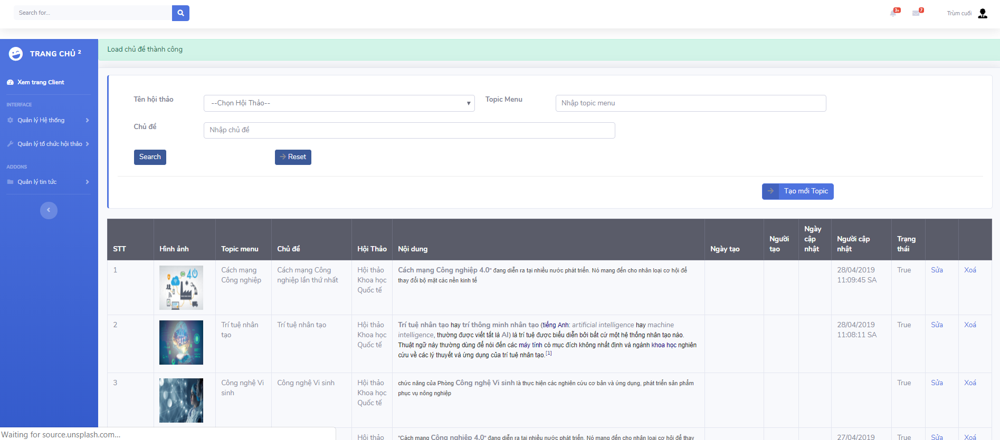 Search for...
3+
7
Trùm cuối
TRANG CHỦ 2
Load chủ đề thành công
Xem trang Client
INTERFACE
Quản lý Hệ thống
Quản lý tổ chức hội thảo
ADDONS
Quản lý tin tức
Tên hội thảo
--Chọn Hội Thảo--
Topic Menu
Nhập topic menu
Chủ đề
Nhập chủ đề
Search
Reset
Tạo mới Topic
STT
Hình ảnh
Topic menu
Chủ đề
Hội Thảo
Nội dung
Ngày tạo
Người
tạo
Ngày
cập
nhật
Người cập
nhật
Trạng
thái
1
4.0
Cách mạng
Công nghiệp
Cách mạng Công
nghiệp lần thứ nhất
Hội thảo
Khoa học
Quốc tế
Cách mạng Công nghiệp 4.0" đang diễn ra tại nhiều nước phát triển. Nó mang đến cho nhân loại cơ hội để
thay đổi bộ mặt các nền kinh tế
28/04/2019
11:09:45 SA
True
Sửa
Xoá
2
AI
Trí tuệ nhân
tạo
Trí tuệ nhân tạo
Hội thảo
Khoa học
Quốc tế
Trí tuệ nhân tạo hay trí thông minh nhân tạo (tiếng Anh: artificial intelligence hay machine
intelligence, thường được viết tắt là AI) là trí tuệ được biểu diễn bởi bất cứ một hệ thống nhân tạo nào.
Thuật ngữ này thường dùng để nói đến các máy tính có mục đích không nhất định và ngành khoa học nghiên
cứu về các lý thuyết và ứng dụng của trí tuệ nhân tạo.[1]
28/04/2019
11:08:11 SA
True
Sửa
Xoá
3
Công nghệ Vi
sinh
Công nghệ Vi sinh
Hội thảo
Khoa học
Quốc tế
chức năng của Phòng Công nghệ Vi sinh là thực hiện các nghiên cứu cơ bản và ứng dụng, phát triển sản phẩm
phục vụ nông nghiệp
True
Sửa
Xoá
Hội thảo
"Cách mạng Công nghiệp 4.0" đang diễn ra tại nhiều nước phát triển. Nó mang đến cho nhân loại cơ hội để thay
27/04/2019
True
Sửa
Xoá
Waiting for source.unsplash.com...